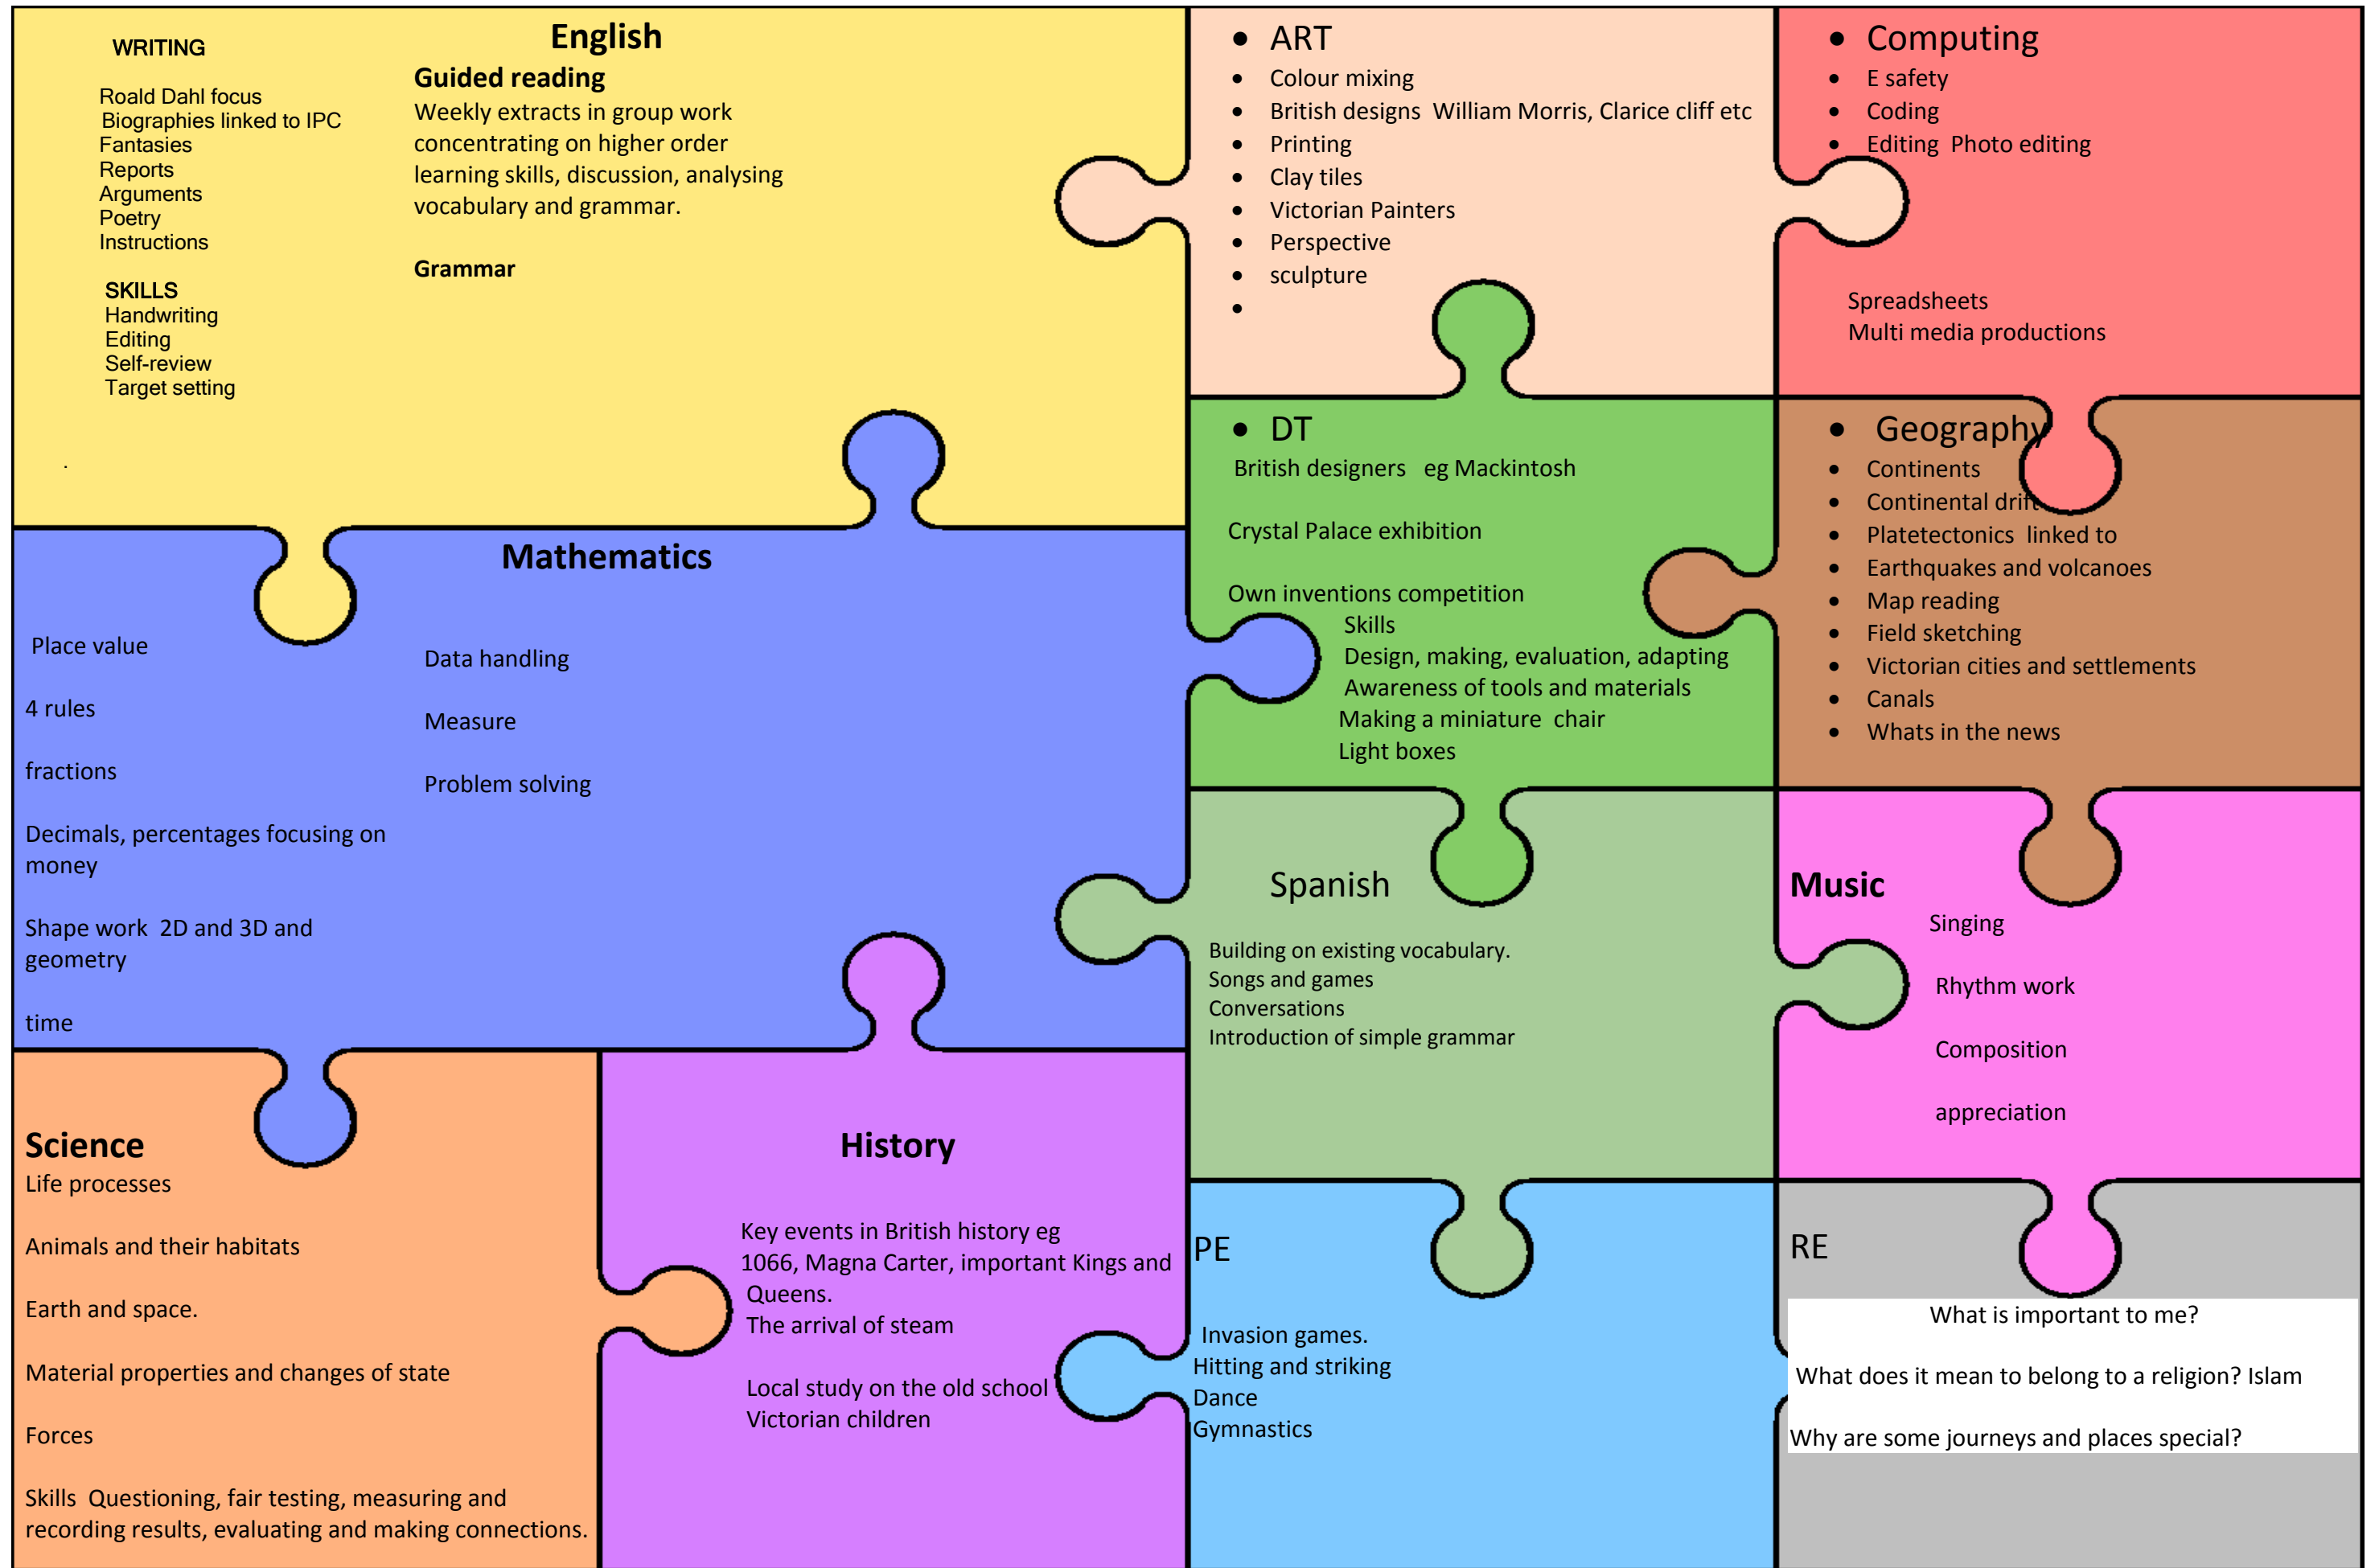 English
WRITING
Roald Dahl focus
Biographies linked to IPC
Fantasies
Reports
Arguments
Poetry
Instructions
SKILLS
Handwriting
Editing
Self-review
Target setting
.
Guided reading
Weekly extracts in group work
concentrating on higher order
learning skills, discussion, analysing
vocabulary and grammar.
Grammar
• ART
• Colour mixing
• British designs  William Morris, Clarice cliff etc
• Printing
• Clay tiles
• Victorian Painters
• Perspective
• sculpture
•
• Computing
• E safety
• Coding
• Editing  Photo editing
Spreadsheets
Multi media productions
Mathematics
Place value
4 rules
fractions
Decimals, percentages focusing on
money
Shape work  2D and 3D and
geometry
time
Data handling
Measure
Problem solving
• DT
British designers   eg Mackintosh
Crystal Palace exhibition
Own inventions competition
Skills
Design, making, evaluation, adapting
Awareness of tools and materials
Making a miniature  chair
Light boxes
• Geography
• Continents
• Continental drift
• Platetectonics  linked to
• Earthquakes and volcanoes
• Map reading
• Field sketching
• Victorian cities and settlements
• Canals
• Whats in the news
Spanish
Building on existing vocabulary.
Songs and games
Conversations
Introduction of simple grammar
Music
Singing
Rhythm work
Composition
appreciation
Science
Life processes
Animals and their habitats
Earth and space.
Material properties and changes of state
Forces
Skills  Questioning, fair testing, measuring and
recording results, evaluating and making connections.
History
Key events in British history eg
1066, Magna Carter, important Kings and
Queens.
The arrival of steam
Local study on the old school
Victorian children
PE
Invasion games.
Hitting and striking
Dance
Gymnastics
RE
What is important to me?
What does it mean to belong to a religion? Islam
Why are some journeys and places special?